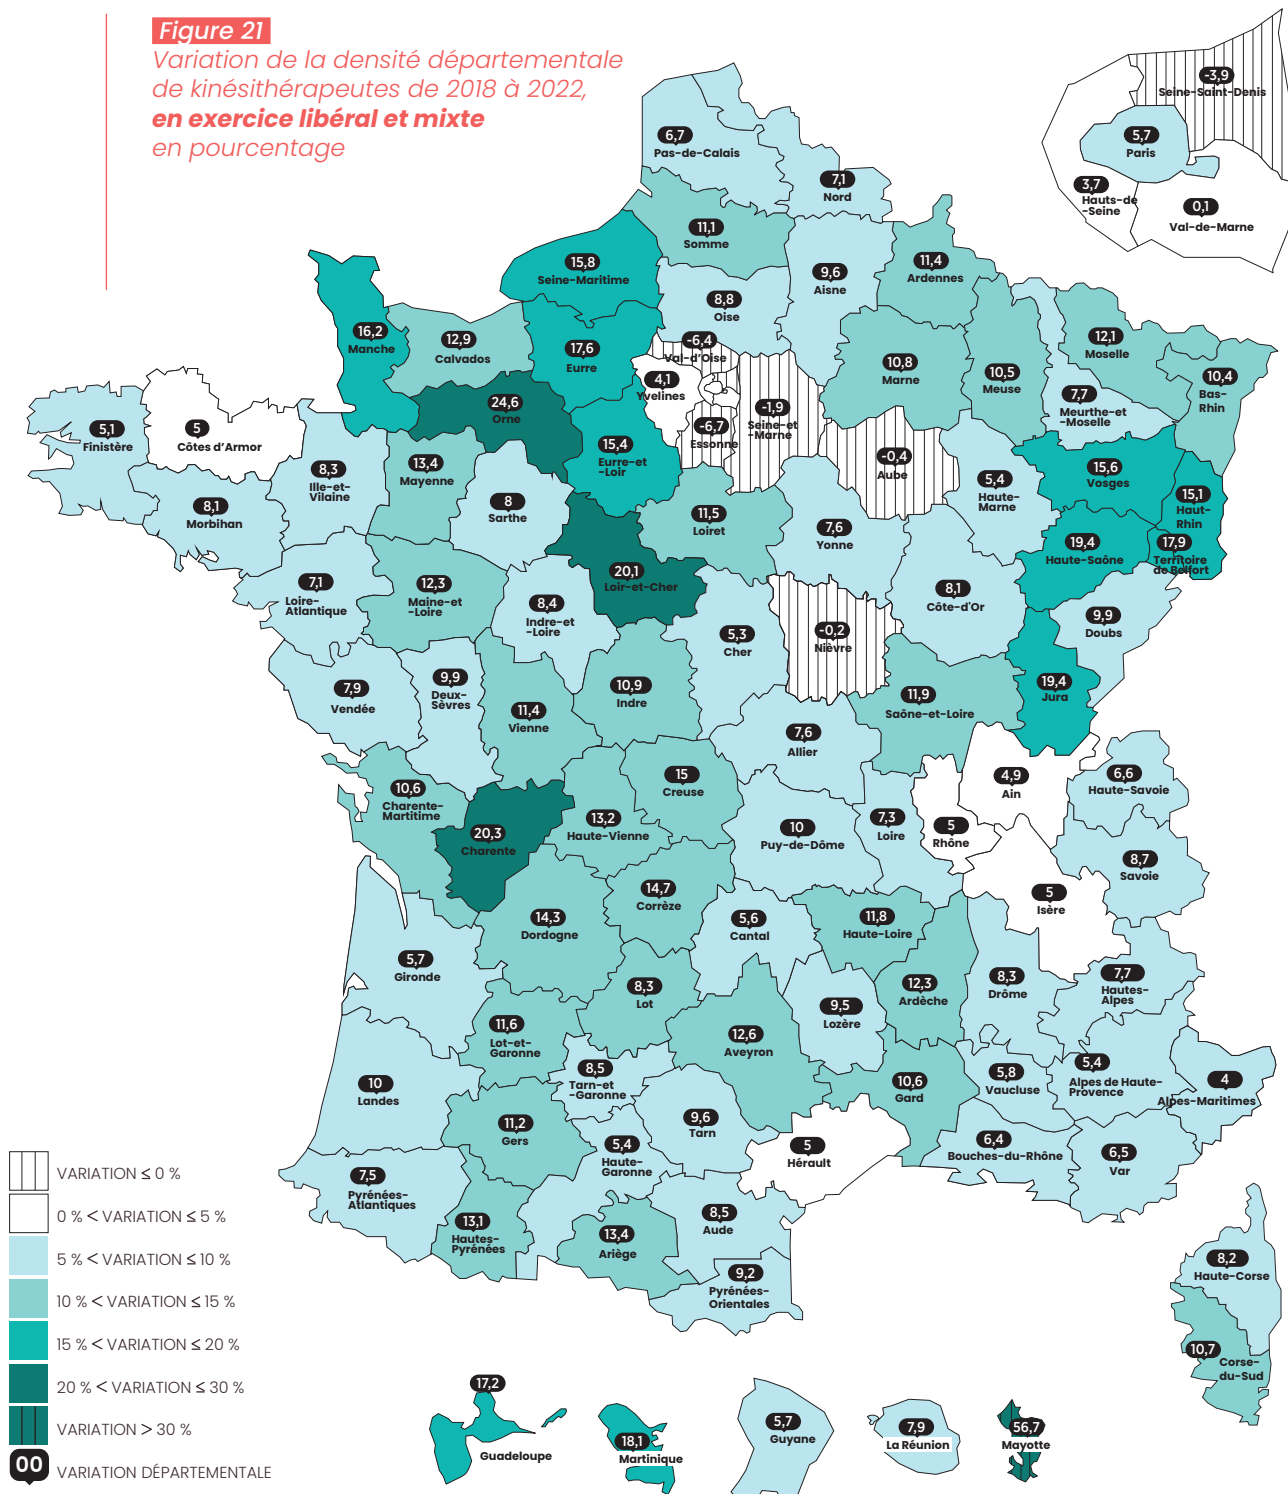 Figure 21
Variation de la densité départementale
de kinésithérapeutes de 2018 à 2022,
en exercice libéral et mixte
en pourcentage
-3,9
Seine-Saint-Denis
5,7
Paris
3,7
Hauts-de
-Seine
0,1
Val-de-Marne
6,7
Pas-de-Calais
7,1
Nord
11,1
Somme
15,8
Seine-Maritime
9,6
Aisne
11,4
Ardennes
8,8
Oise
16,2
Manche
12,9
Calvados
17,6
Eurre
-6,4
Val-d'Oise
4,1
Yvelines
-1,9
Seine-et
-Marne
-6,7
Essonne
10,8
Marne
10,5
Meuse
12,1
Moselle
7,7
Meurthe-et
-Moselle
10,4
Bas-
Rhin
24,6
Orne
5,1
Finistère
5
Côtes d'Armor
8,3
Ille-et-
Vilaine
8,1
Morbihan
13,4
Mayenne
8
Sarthe
15,4
Eurre-et
-Loir
11,5
Loiret
-0,4
Aube
5,4
Haute-
Marne
15,6
Vosges
15,1
Haut-
Rhin
7,6
Yonne
19,4
Haute-Saône
17,9
Territoire
de Belfort
7,1
Loire-
Atlantique
12,3
Maine-et
-Loire
8,4
Indre-et
-Loire
20,1
Loir-et-Cher
5,3
Cher
-0,2
Nièvre
8,1
Côte-d'Or
9,9
Doubs
7,9
Vendée
9,9
Deux-
Sèvres
11,4
Vienne
10,9
Indre
11,9
Saône-et-Loire
19,4
Jura
7,6
Allier
10,6
Charente-
Martitime
20,3
Charente
13,2
Haute-Vienne
15
Creuse
10
Puy-de-Dôme
7,3
Loire
5
Rhône
4,9
Ain
6,6
Haute-Savoie
8,7
Savoie
5
Isère
14,3
Dordogne
14,7
Corrèze
5,6
Cantal
11,8
Haute-Loire
5,7
Gironde
8,3
Lot
12,6
Aveyron
9,5
Lozère
12,3
Ardèche
8,3
Drôme
7,7
Hautes-
Alpes
11,6
Lot-et-
Garonne
8,5
Tarn-et
-Garonne
10
Landes
11,2
Gers
9,6
Tarn
10,6
Gard
5,8
Vaucluse
5,4
Alpes de Haute-
Provence
4
Alpes-Maritimes
5,4
Haute-
Garonne
5
Hérault
6,4
Bouches-du-Rhône
6,5
Var
7,5
Pyrénées-
Atlantiques
13,1
Hautes-
Pyrénées
13,4
Ariège
8,5
Aude
9,2
Pyrénées-
Orientales
8,2
Haute-Corse
10,7
Corse-
du-Sud
VARIATION ≤ 0 %
0 % < VARIATION ≤ 5 %
5 % < VARIATION ≤ 10 %
10 % < VARIATION ≤ 15 %
15 % < VARIATION ≤ 20 %
20 % < VARIATION ≤ 30 %
VARIATION > 30 %
00 VARIATION DÉPARTEMENTALE
17,2
Guadeloupe
18,1
Martinique
5,7
Guyane
7,9
La Réunion
56,7
Mayotte